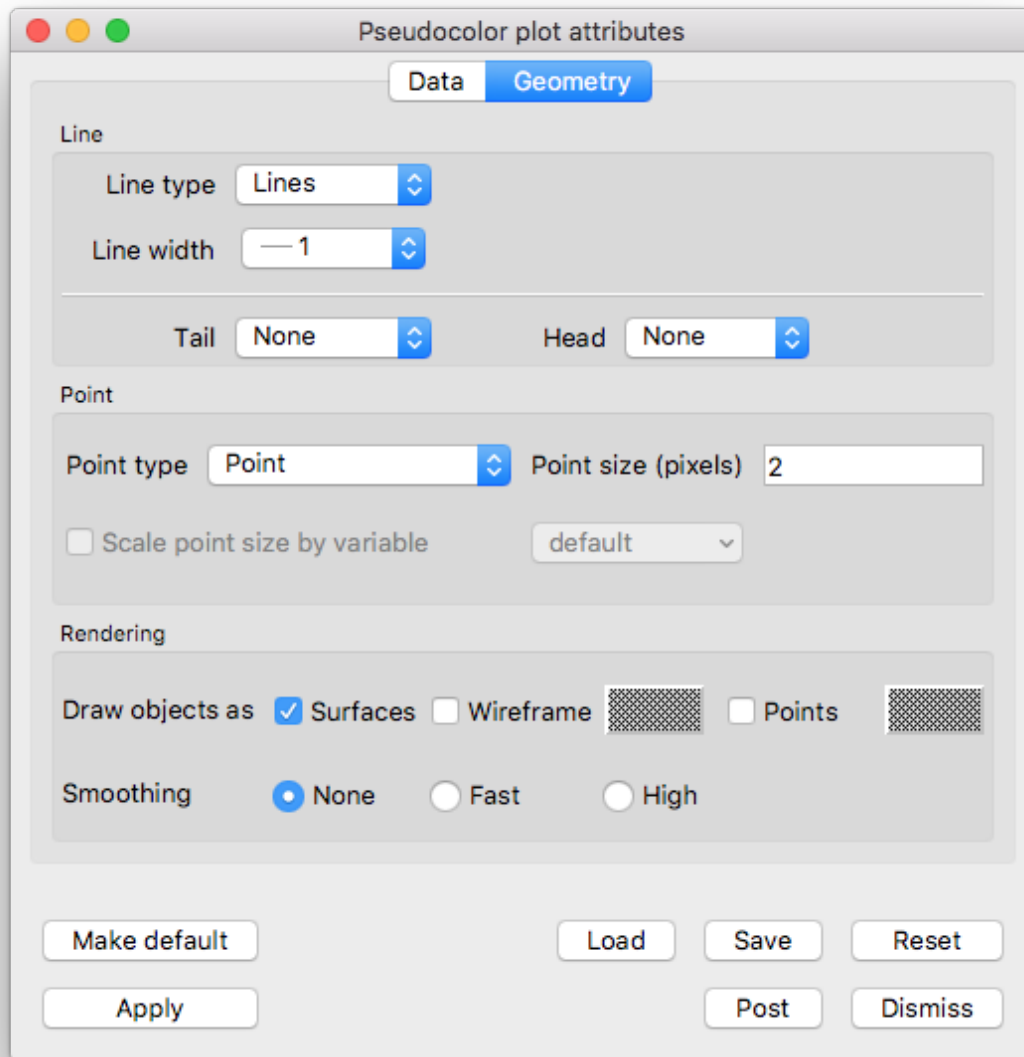 Pseudocolor plot attributes
Data Geometry
Line
Line type Lines
Line width 1
Tail None Head None
Point
Point type Point Point size (pixels) 2
Scale point size by variable default
Rendering
Draw objects as Surfaces Wireframe Points
Smoothing None Fast High
Make default Load Save Reset
Apply Post Dismiss